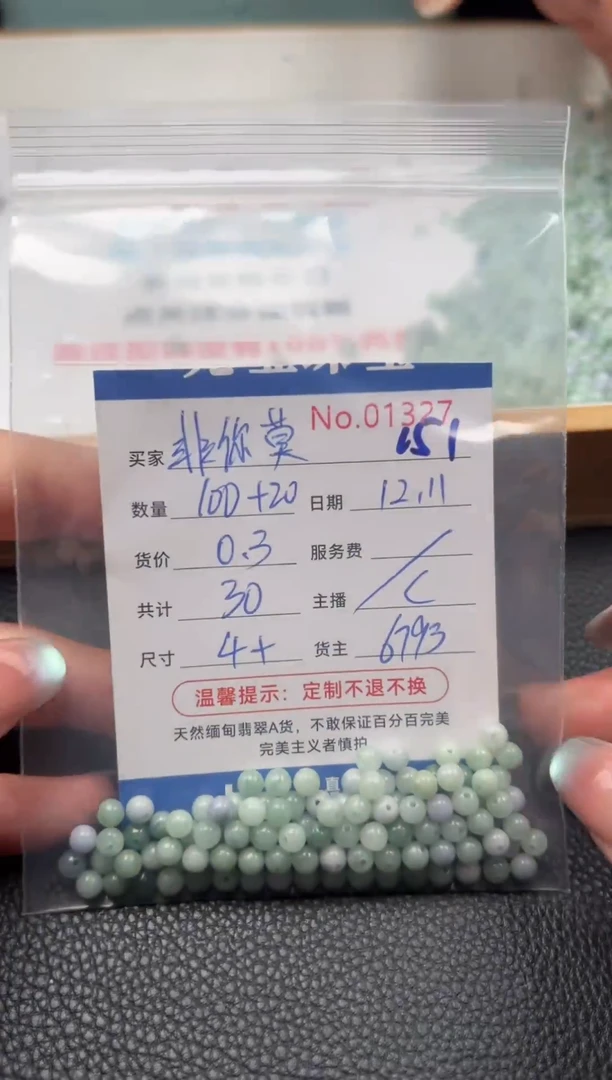 No.01327
买家 非你莫 151
数量 100+20 日期 12.11
货价 0.3 服务费 /
共计 30 主播 / C
尺寸 4+ 货主 6793
温馨提示：定制不退不换
天然缅甸翡翠A货，不敢保证百分百完美
完美主义者慎护